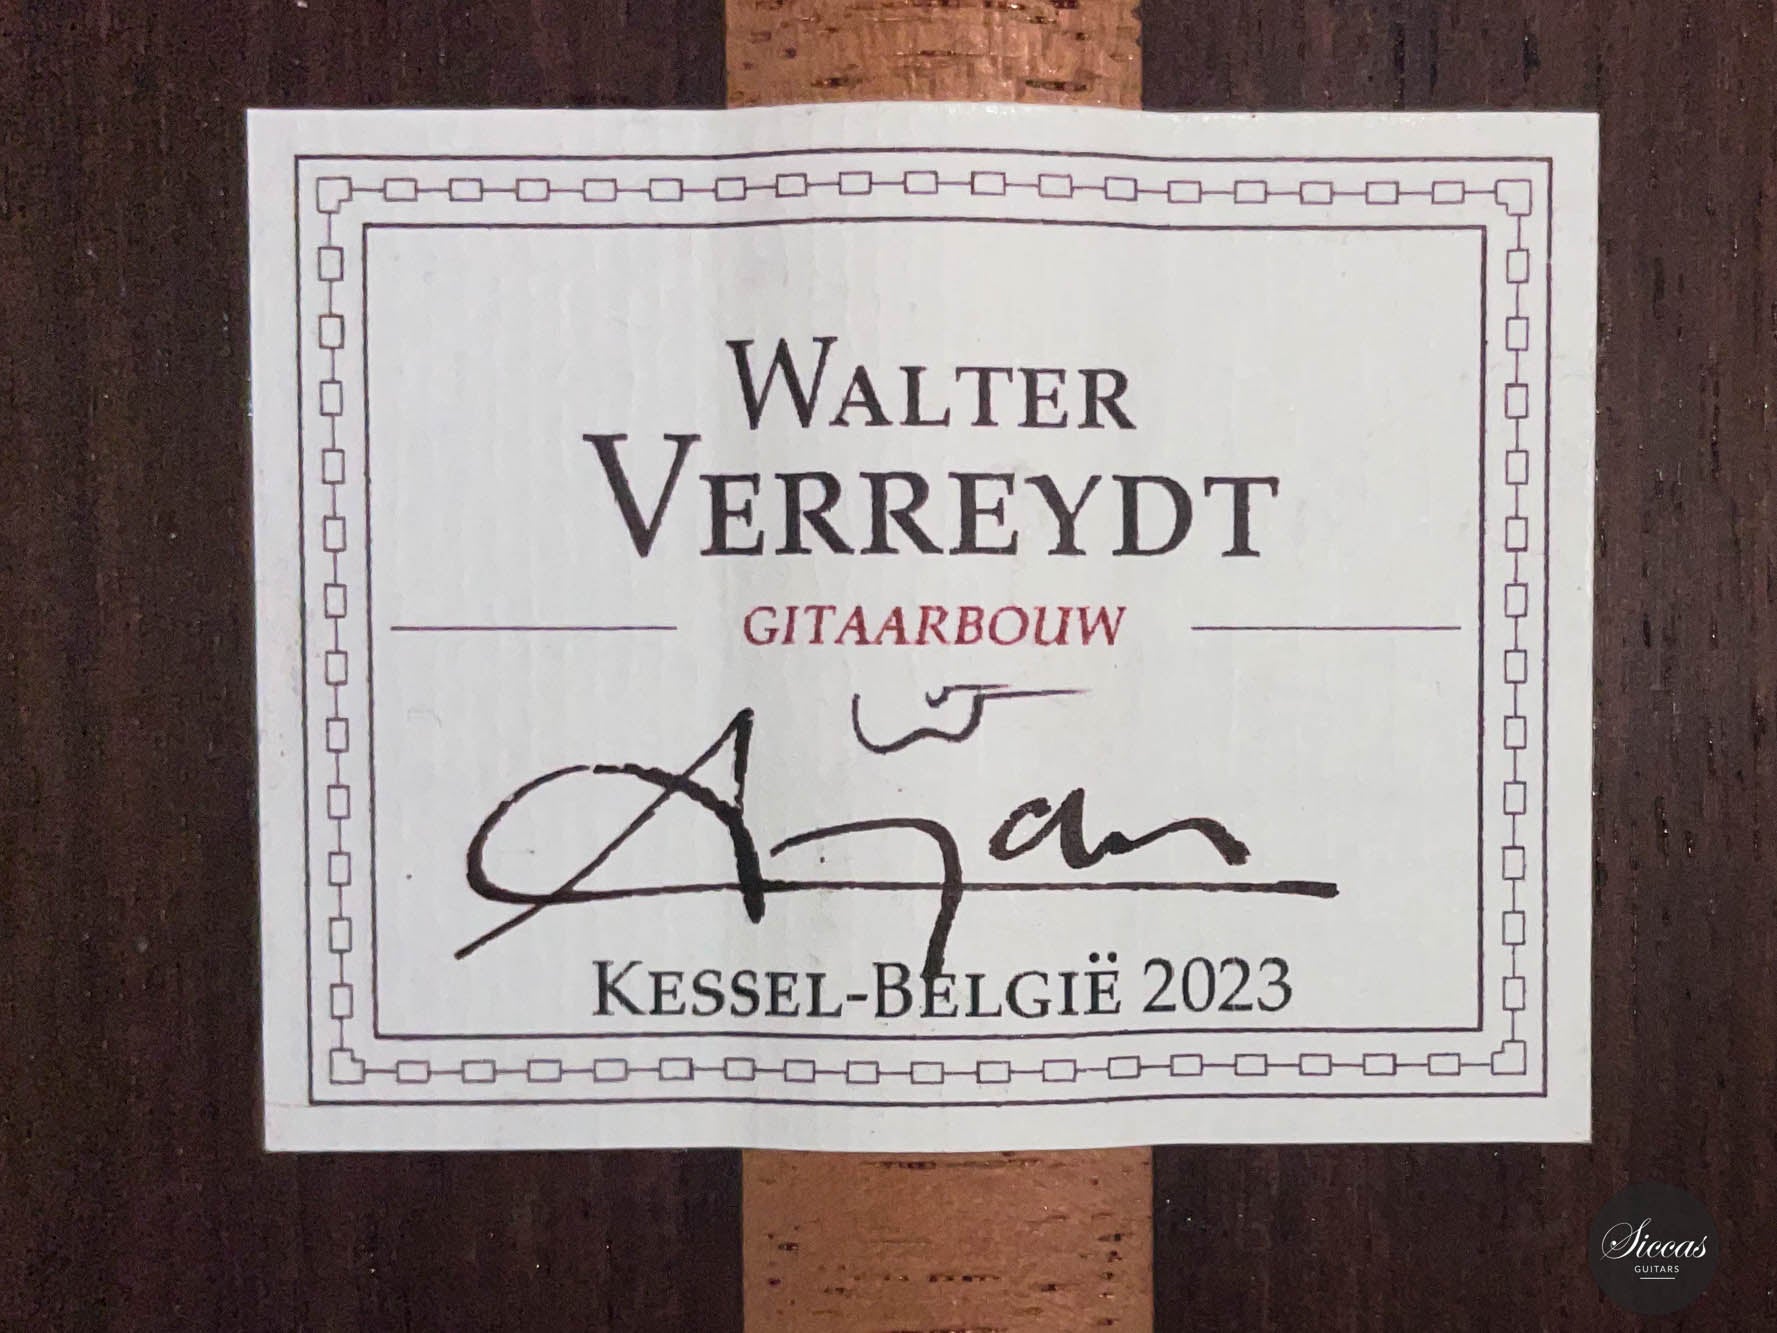 WALTER
VERREYDT
GITAARBOUW
KESSEL-BELGIË 2023
Siccas
GUITARS